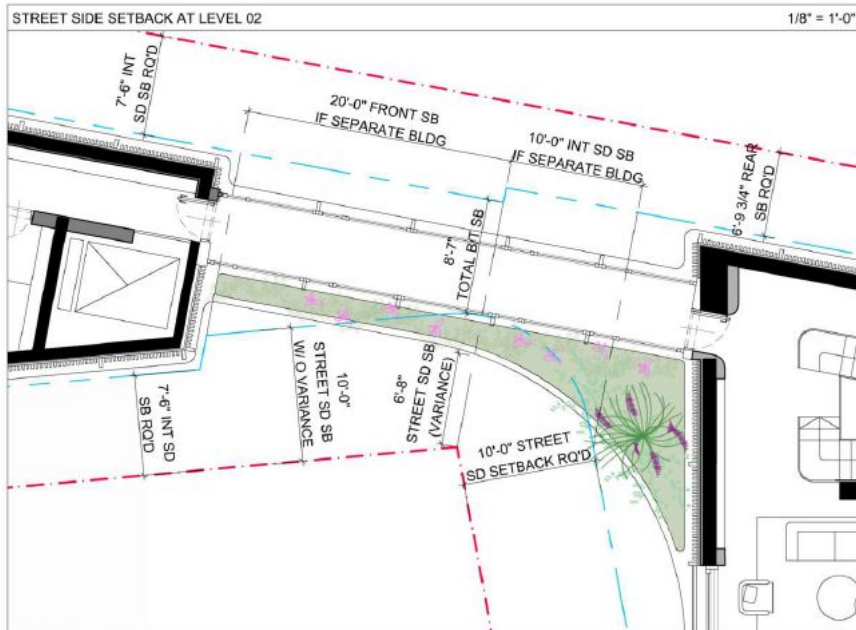 STREET SIDE SETBACK AT LEVEL 02
1/8" = 1'-0"
7'-6" INT
SD SB RQ'D
20'-0" FRONT SB
IF SEPARATE BLDG
10'-0" INT SD SB
IF SEPARATE BLDG
6'-9 3/4" REAR
SB RQ'D
8'-7"
TOTAL B/T SB
7'-6" INT SD
SB RQ'D
10'-0"
STREET SD SB
W/ O VARIANCE
6'-8"
STREET SD SB
(VARIANCE)
10'-0" STREET
SD SETBACK RQ'D